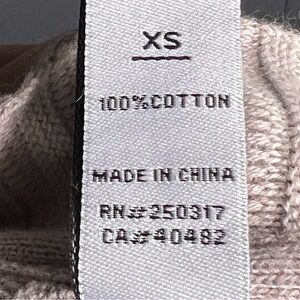 XS
100%COTTON
MADE IN CHINA
RN#250317
CA#40482